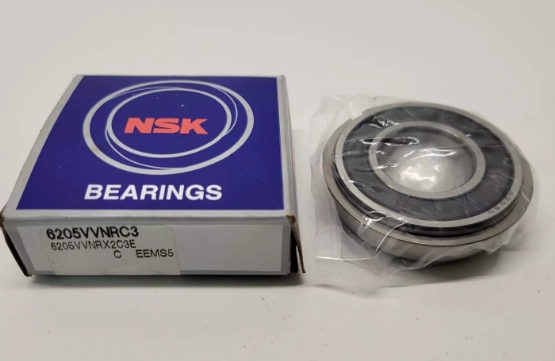 NSK
BEARINGS
6205VVNRC3
6205VVNRX2C3E
C EEMS5